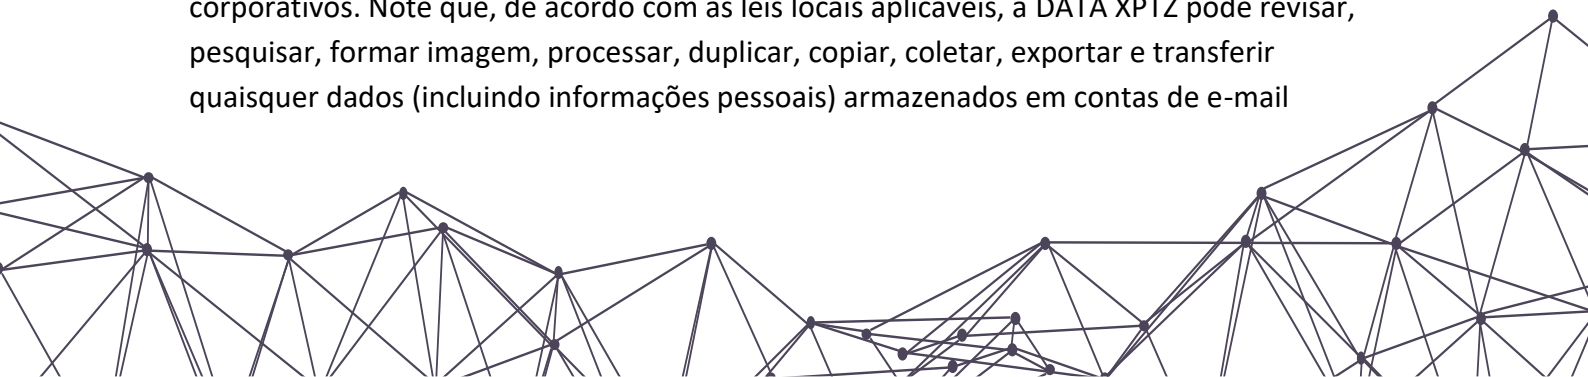 corporativos. Note que, de acordo com as leis locais aplicáveis, a DATA XPTZ pode revisar,
pesquisar, formar imagem, processar, duplicar, copiar, coletar, exportar e transferir
quaisquer dados (incluindo informações pessoais) armazenados em contas de e-mail